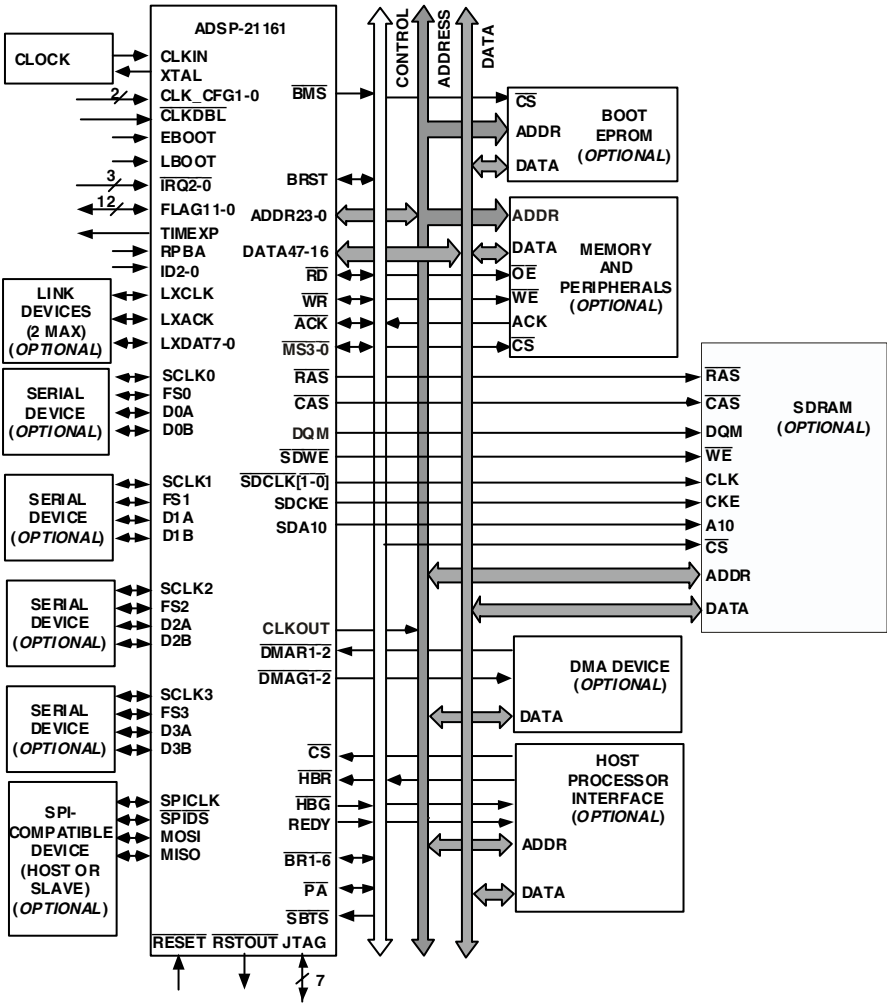 ADSP-21161
CONTROL
ADDRESS
DATA
CLOCK
CLKIN
XTAL
2
CLK_CFG1-0
CLKDBL
EBOOT
LBOOT
3
IRQ2-0
12
FLAG11-0
TIMEXP
RPBA
ID2-0
LINK
DEVICES
(2 MAX)
(OPTIONAL)
LXCLK
LXACK
LXDAT7-0
SERIAL
DEVICE
(OPTIONAL)
SCLK0
FS0
D0A
D0B
SERIAL
DEVICE
(OPTIONAL)
SCLK1
FS1
D1A
D1B
SERIAL
DEVICE
(OPTIONAL)
SCLK2
FS2
D2A
D2B
SERIAL
DEVICE
(OPTIONAL)
SCLK3
FS3
D3A
D3B
SPI-
COMPATIBLE
DEVICE
(HOST OR
SLAVE)
(OPTIONAL)
SPICLK
SPIDS
MOSI
MISO
RESET RSTOUT JTAG
7
BMS
BRST
ADDR23-0
DATA47-16
RD
WR
ACK
MS3-0
RAS
CAS
DQM
SDWE
SDCLK[1-0]
SDCKE
SDA10
CLKOUT
DMAR1-2
DMAG1-2
CS
HBR
HBG
REDY
BR1-6
PA
SBTS
CS
ADDR
DATA
BOOT
EPROM
(OPTIONAL)
ADDR
DATA
OE
WE
ACK
CS
MEMORY
AND
PERIPHERALS
(OPTIONAL)
RAS
CAS
DQM
WE
CLK
CKE
A10
CS
ADDR
DATA
SDRAM
(OPTIONAL)
DMA DEVICE
(OPTIONAL)
DATA
HOST
PROCESSOR
INTERFACE
(OPTIONAL)
ADDR
DATA